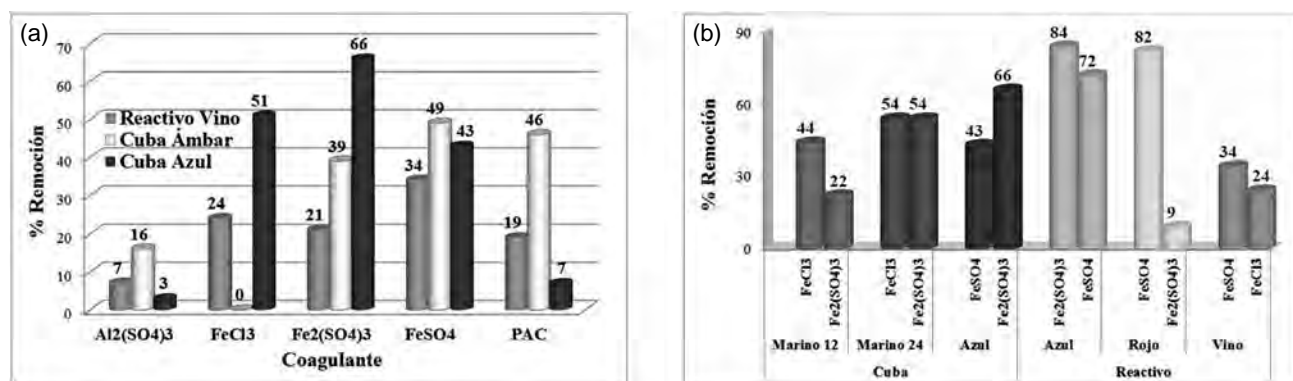 (a)
70
60
50
40
30
20
10
0
% Remoción
Reactivo Vino
Cuba Ámbar
Cuba Azul
7 16 3
24 0 51
21 39 66
34 49 43
19 46 7
Al2(SO4)3 FeCl3 Fe2(SO4)3 FeSO4 PAC
Coagulante
(b)
90
60
30
0
% Remoción
44 22 54 54 43 66 84 72 82 9 34 24
FeCl3 Fe2(SO4)3 FeCl3 Fe2(SO4)3 FeSO4 Fe2(SO4)3 Fe2(SO4)3 FeSO4 FeSO4 Fe2(SO4)3 FeSO4 FeCl3
Marino 12 Marino 24 Azul Azul Rojo Vino
Cuba Reactivo